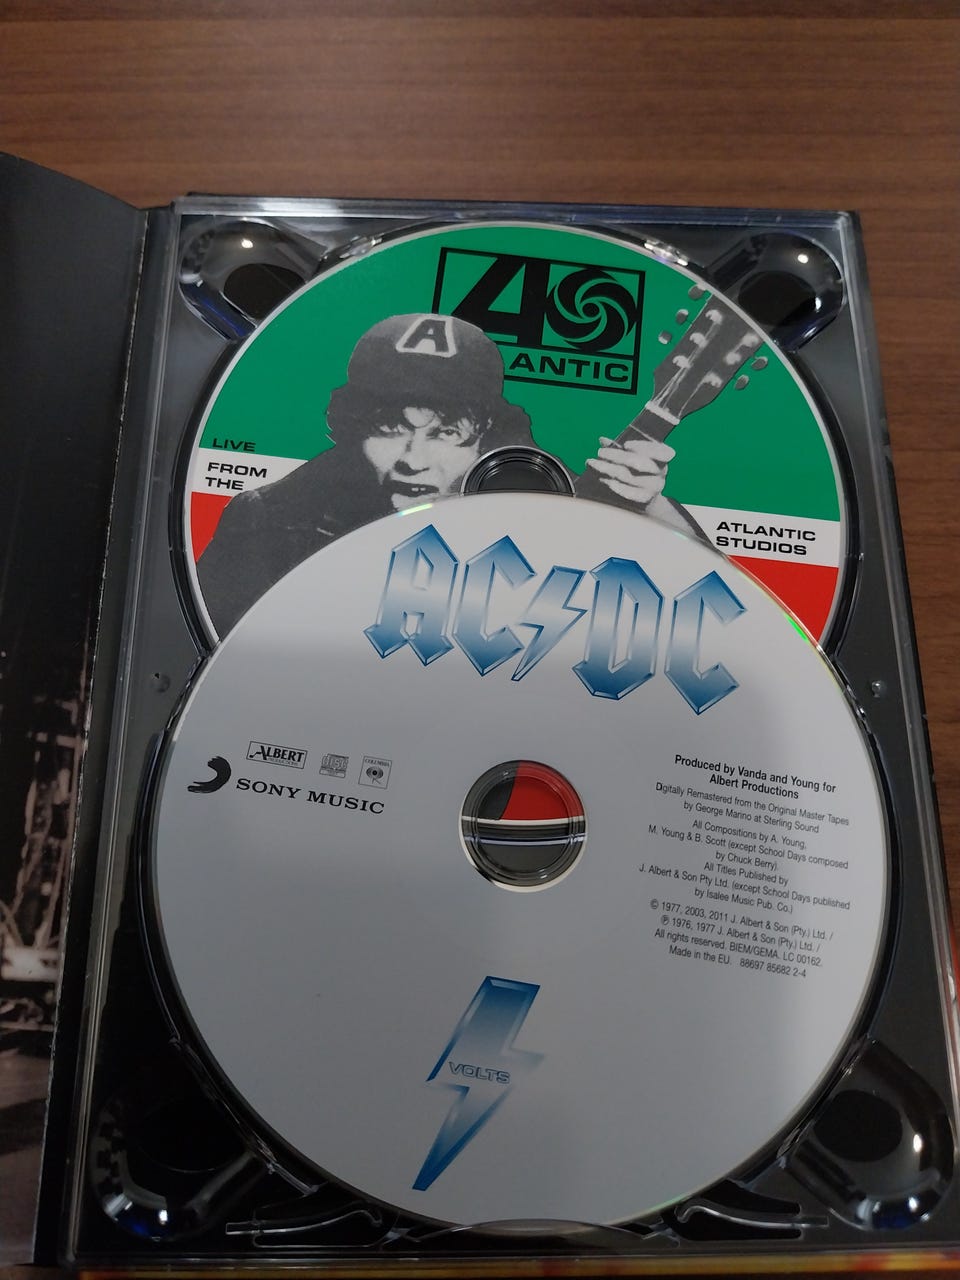 A
ANTIC
LIVE
FROM
THE
ATLANTIC
STUDIOS
AC DC
ALBERT
PRODUCTIONS
COLUMBIA
SONY MUSIC
Produced by Vanda and Young for
Albert Productions
Digitally Remastered from the Original Master Tapes
by George Marino at Sterling Sound
All Compositions by A. Young,
M. Young & B. Scott (except School Days composed
by Chuck Berry).
All Titles Published by
J. Albert & Son Pty Ltd. (except School Days published
by Isalee Music Pub. Co.)
© 1977, 2003, 2011 J. Albert & Son (Pty.) Ltd. /
℗ 1976, 1977 J. Albert & Son (Pty.) Ltd. /
All rights reserved. BIEM/GEMA. LC 00162.
Made in the EU. 88697 85682 2-4
VOLTS